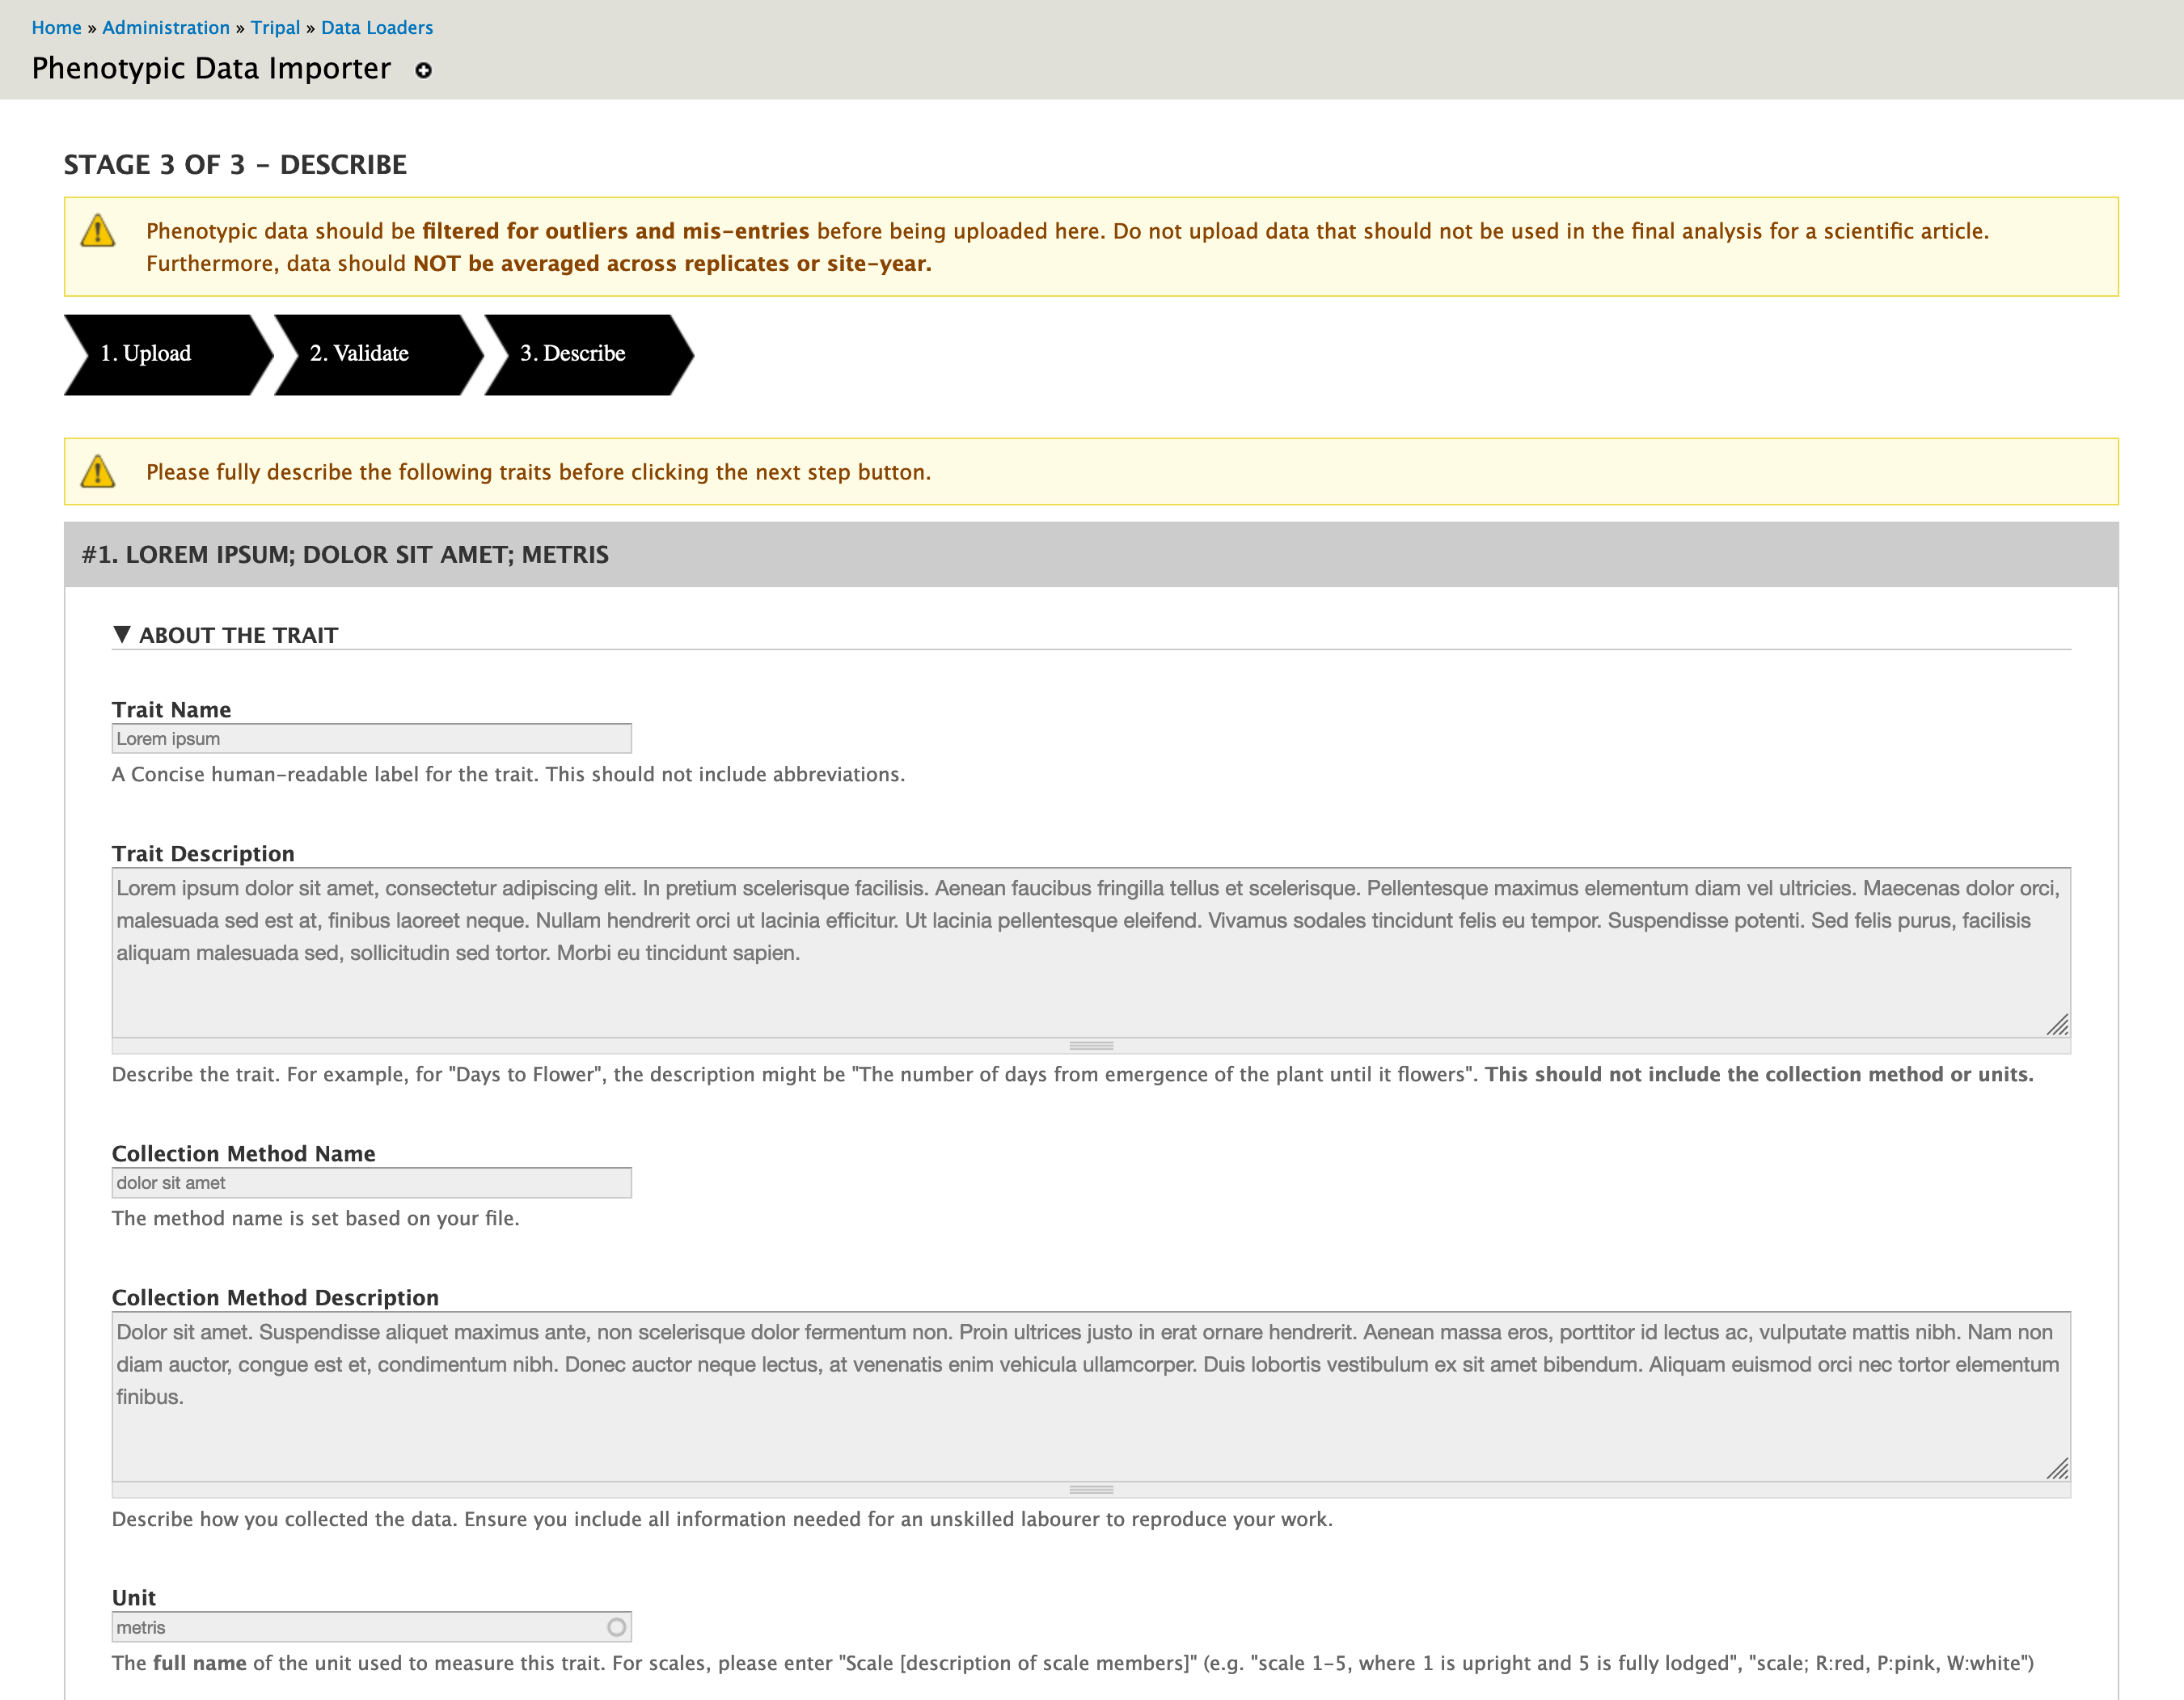 Home » Administration » Tripal » Data Loaders
Phenotypic Data Importer
STAGE 3 OF 3 – DESCRIBE
Phenotypic data should be filtered for outliers and mis-entries before being uploaded here. Do not upload data that should not be used in the final analysis for a scientific article.
Furthermore, data should NOT be averaged across replicates or site-year.
1. Upload
2. Validate
3. Describe
Please fully describe the following traits before clicking the next step button.
#1. LOREM IPSUM; DOLOR SIT AMET; METRIS
▼ ABOUT THE TRAIT
Trait Name
Lorem ipsum
A Concise human-readable label for the trait. This should not include abbreviations.
Trait Description
Lorem ipsum dolor sit amet, consectetur adipiscing elit. In pretium scelerisque facilisis. Aenean faucibus fringilla tellus et scelerisque. Pellentesque maximus elementum diam vel ultricies. Maecenas dolor orci,
malesuada sed est at, finibus laoreet neque. Nullam hendrerit orci ut lacinia efficitur. Ut lacinia pellentesque eleifend. Vivamus sodales tincidunt felis eu tempor. Suspendisse potenti. Sed felis purus, facilisis
aliquam malesuada sed, sollicitudin sed tortor. Morbi eu tincidunt sapien.
Describe the trait. For example, for "Days to Flower", the description might be "The number of days from emergence of the plant until it flowers". This should not include the collection method or units.
Collection Method Name
dolor sit amet
The method name is set based on your file.
Collection Method Description
Dolor sit amet. Suspendisse aliquet maximus ante, non scelerisque dolor fermentum non. Proin ultrices justo in erat ornare hendrerit. Aenean massa eros, porttitor id lectus ac, vulputate mattis nibh. Nam non
diam auctor, congue est et, condimentum nibh. Donec auctor neque lectus, at venenatis enim vehicula ullamcorper. Duis lobortis vestibulum ex sit amet bibendum. Aliquam euismod orci nec tortor elementum
finibus.
Describe how you collected the data. Ensure you include all information needed for an unskilled labourer to reproduce your work.
Unit
metris
The full name of the unit used to measure this trait. For scales, please enter "Scale [description of scale members]" (e.g. "scale 1-5, where 1 is upright and 5 is fully lodged", "scale; R:red, P:pink, W:white")